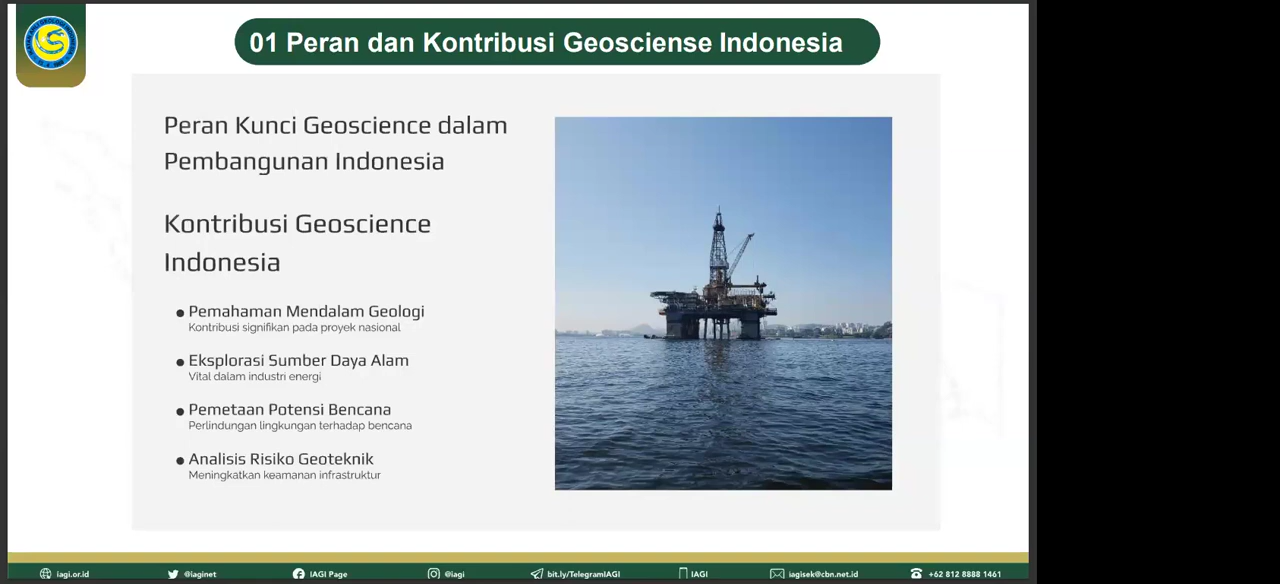 01 Peran dan Kontribusi Geosciense Indonesia
Peran Kunci Geoscience dalam
Pembangunan Indonesia
Kontribusi Geoscience
Indonesia
● Pemahaman Mendalam Geologi
Kontribusi signifikan pada proyek nasional
● Eksplorasi Sumber Daya Alam
Vital dalam industri energi
● Pemetaan Potensi Bencana
Perlindungan lingkungan terhadap bencana
● Analisis Risiko Geoteknik
Meningkatkan keamanan infrastruktur
iagi.or.id @iaginet IAGI Page @iagi bit.ly/TelegramIAGI IAGI iagisek@cbn.net.id +62 812 8888 1461